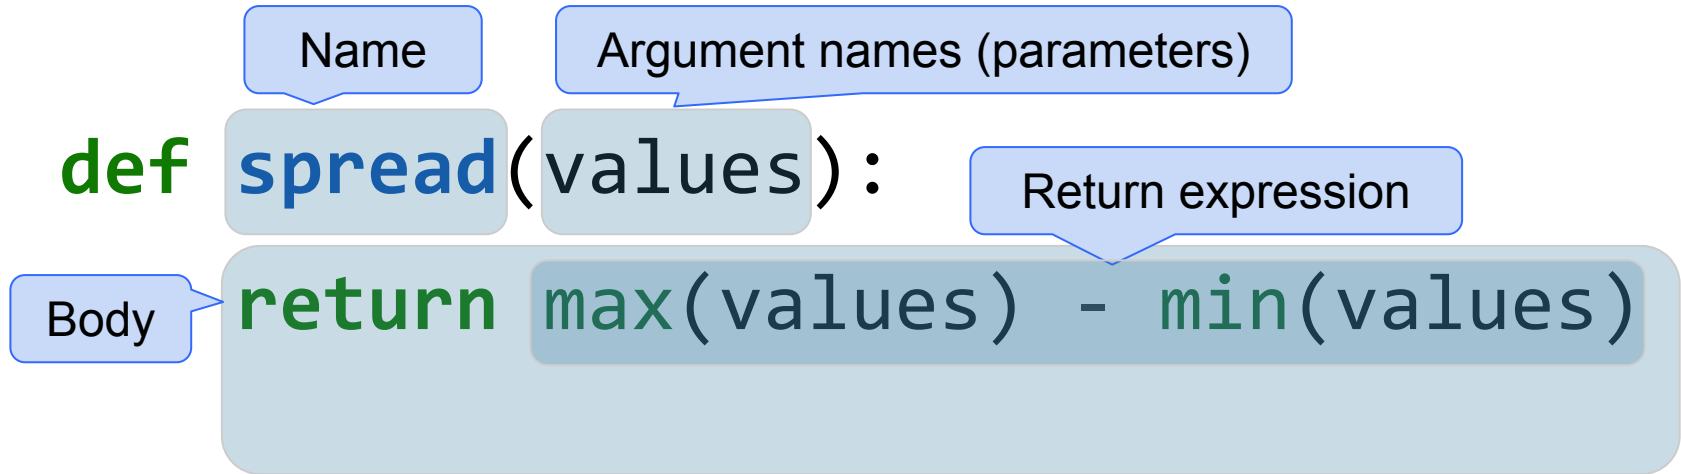 Name
Argument names (parameters)
def spread(values):
Return expression
Body
return max(values) - min(values)